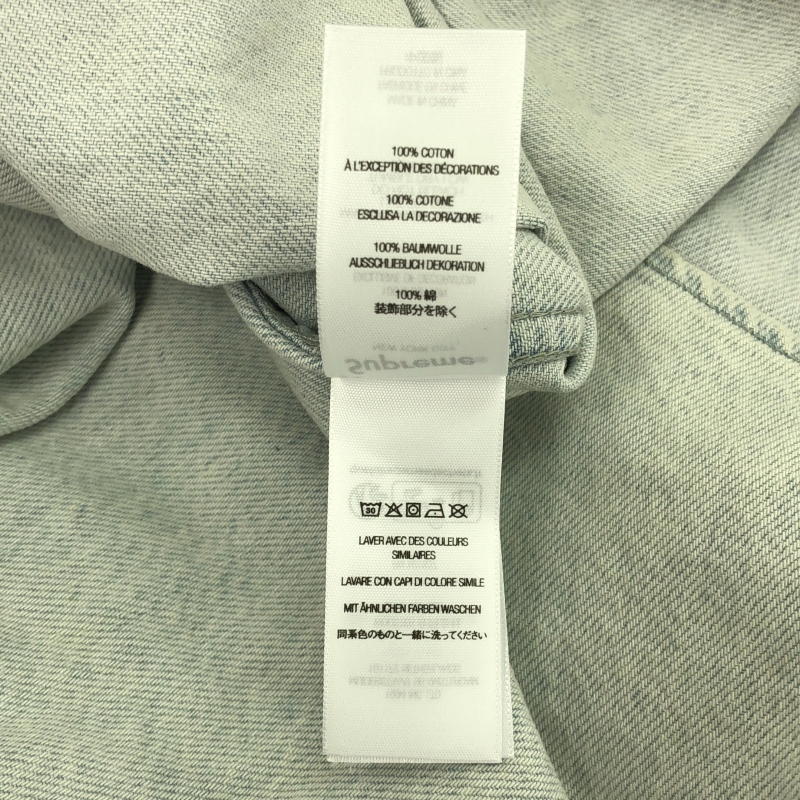 100% COTON
À L'EXCEPTION DES DÉCORATIONS
100% COTONE
ESCLUSA LA DECORAZIONE
100% BAUMWOLLE
AUSSCHLIEBLICH DEKORATION
100% 綿
装飾部分を除く
Supreme
30
LAVER AVEC DES COULEURS
SIMILAIRES
LAVARE CON CAPI DI COLORE SIMILE
MIT ÄHNLICHEN FARBEN WASCHEN
同系色のものと一緒に洗ってください